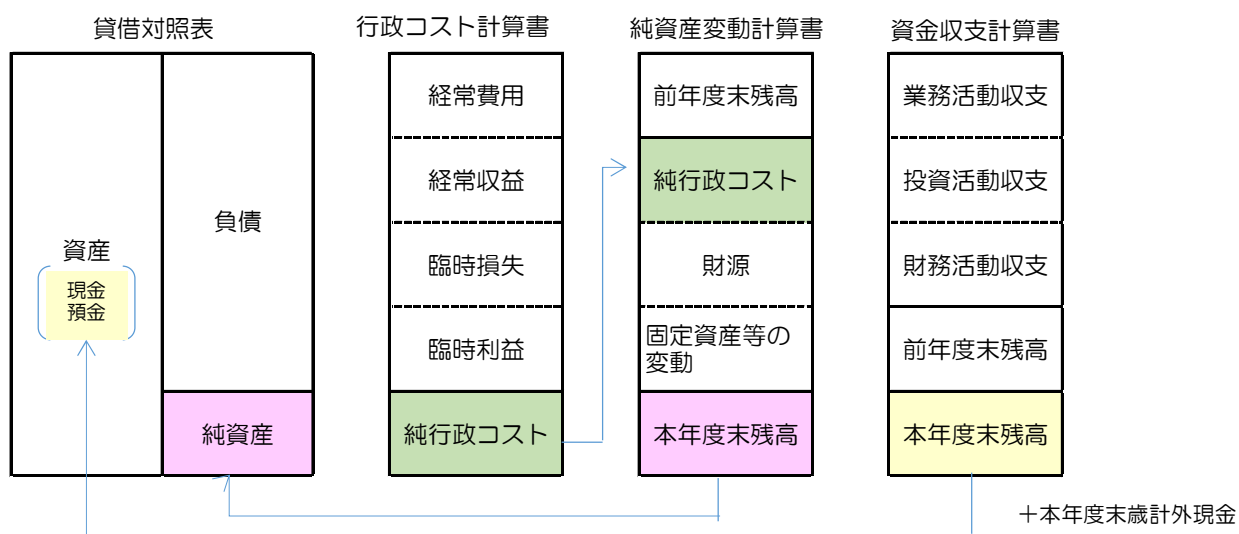 貸借対照表
資産
現金
預金
負債
純資産
行政コスト計算書
経常費用
経常収益
臨時損失
臨時利益
純行政コスト
純資産変動計算書
前年度末残高
純行政コスト
財源
固定資産等の
変動
本年度末残高
資金収支計算書
業務活動収支
投資活動収支
財務活動収支
前年度末残高
本年度末残高
＋本年度末歳計外現金